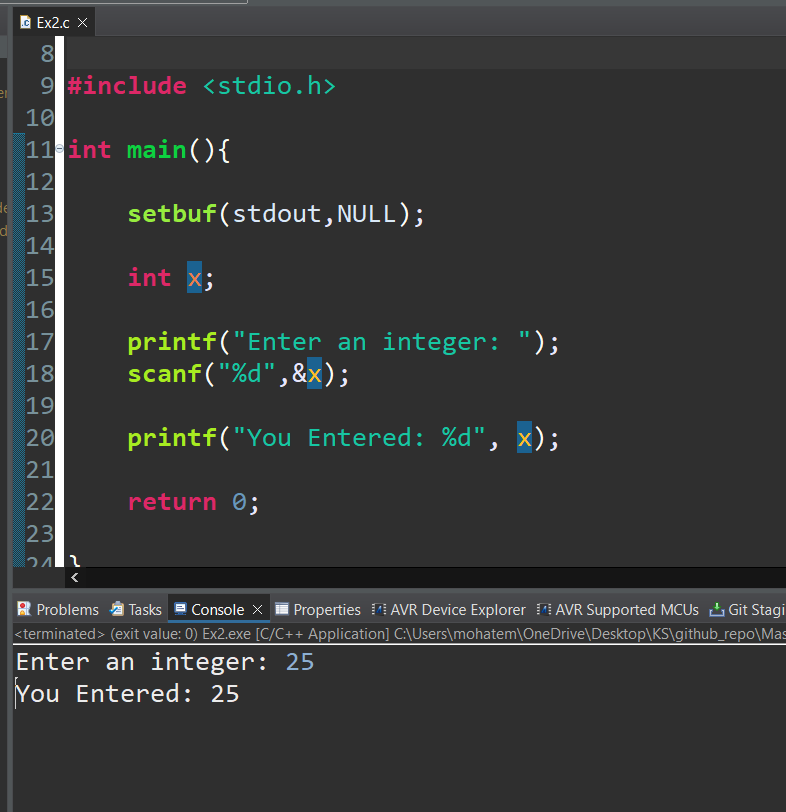 Ex2.c
8
9 #include <stdio.h>
10
11 int main(){
12
13 setbuf(stdout,NULL);
14
15 int x;
16
17 printf("Enter an integer: ");
18 scanf("%d",&x);
19
20 printf("You Entered: %d", x);
21
22 return 0;
23
24 }
Problems Tasks Console Properties AVR Device Explorer AVR Supported MCUs Git Stagi
<terminated> (exit value: 0) Ex2.exe [C/C++ Application] C:\Users\mohatem\OneDrive\Desktop\KS\github_repo\Mas
Enter an integer: 25
You Entered: 25